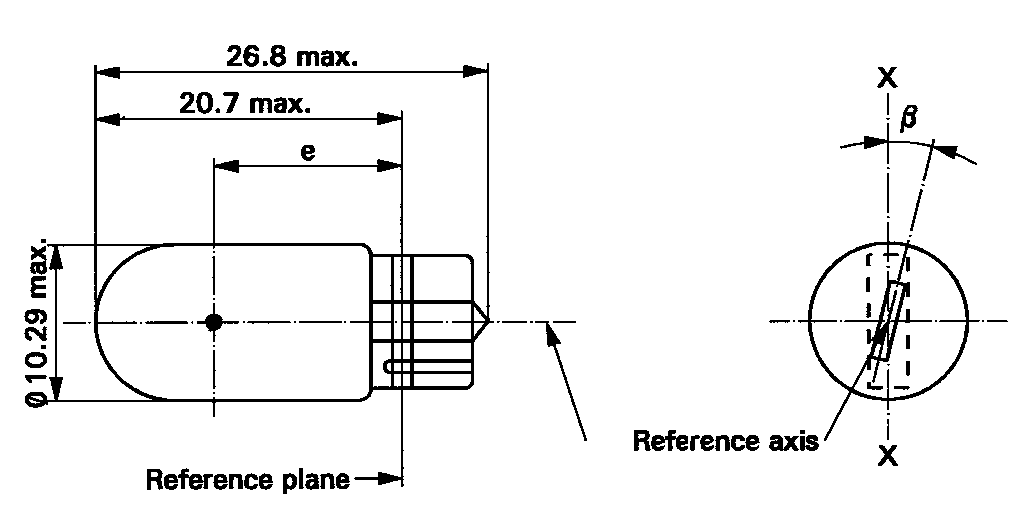 26.8 max.
20.7 max.
e
Ø 10.29 max.
Reference plane
X
β
Reference axis
X